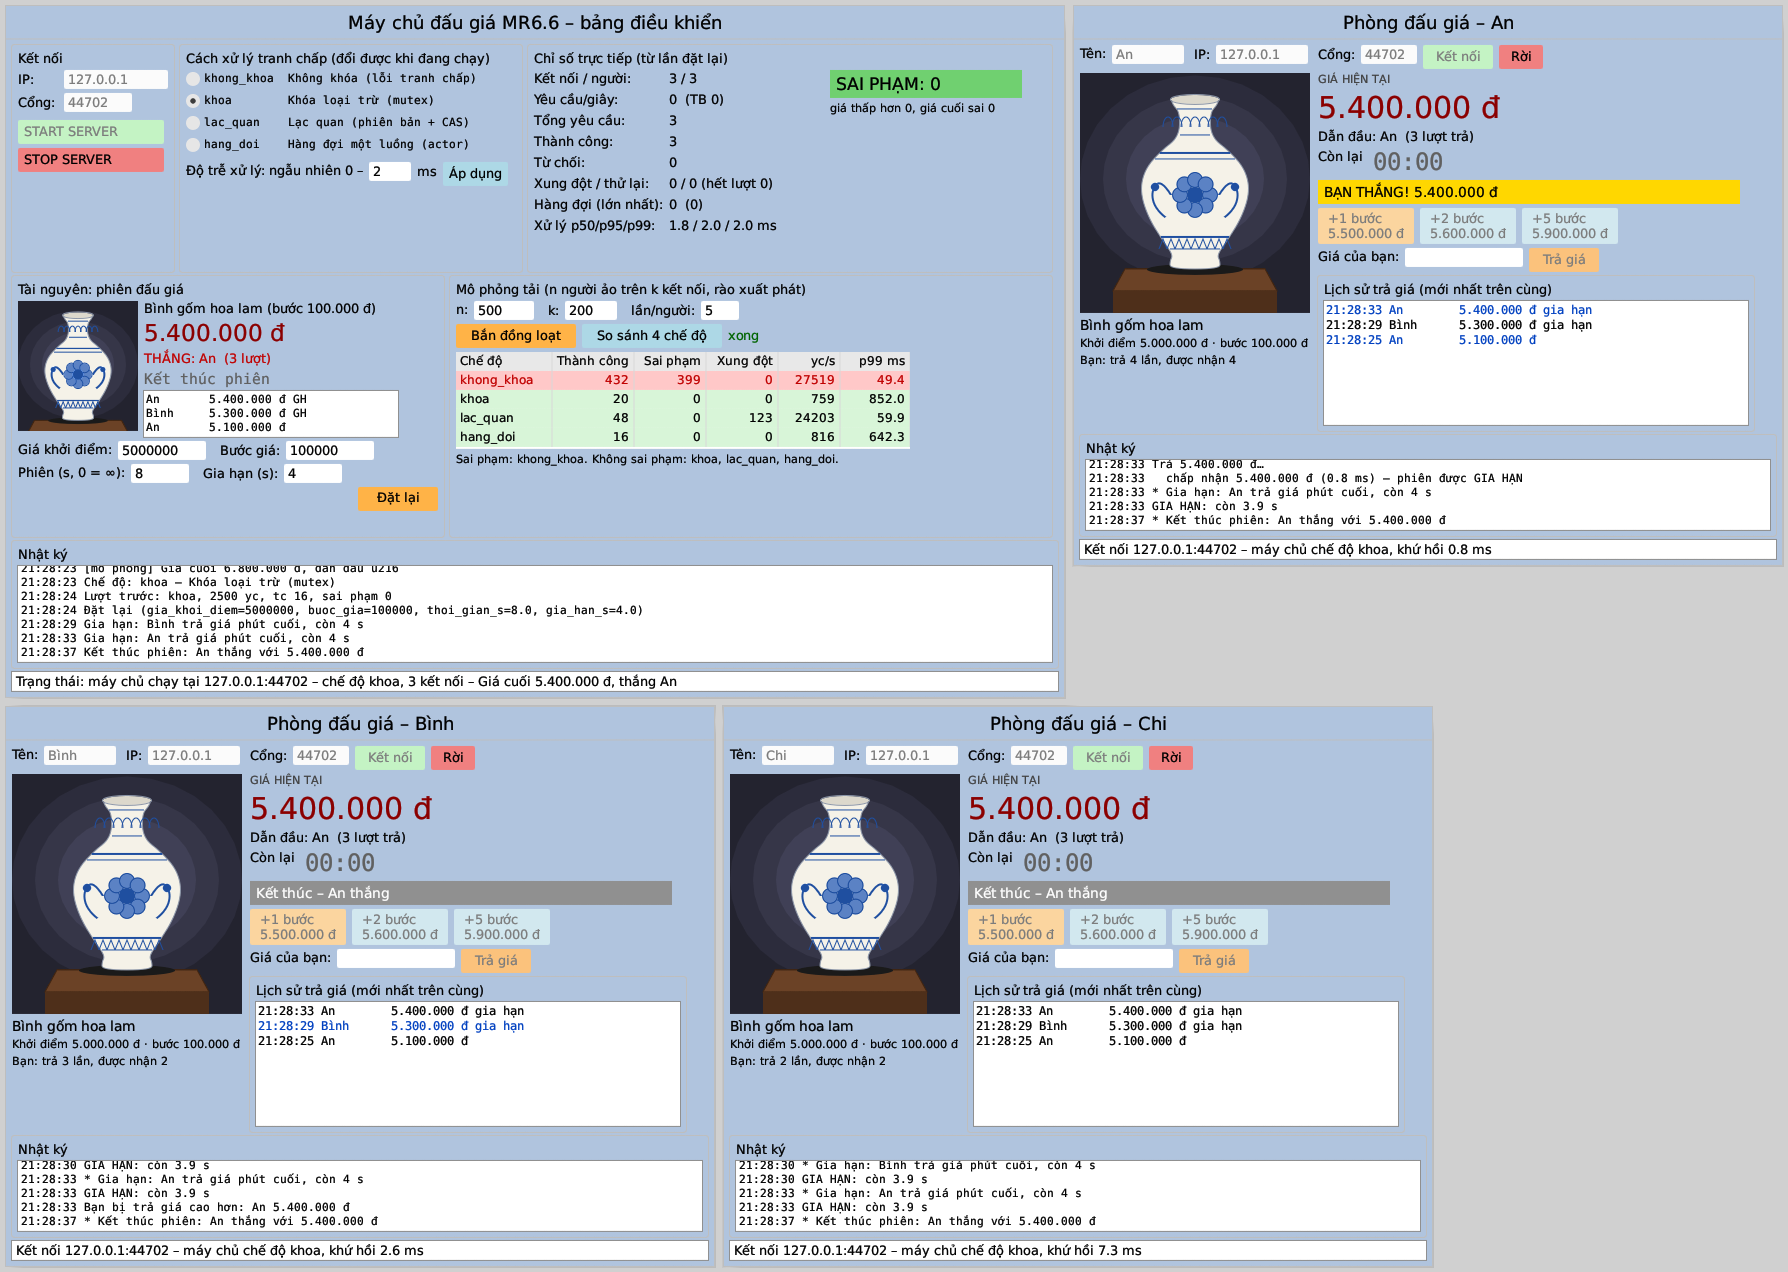 Máy chủ đấu giá MR6.6 – bảng điều khiển
Kết nối
IP: 127.0.0.1
Cổng: 44702
START SERVER
STOP SERVER
Cách xử lý tranh chấp (đổi được khi đang chạy)
khong_khoa Không khóa (lỗi tranh chấp)
khoa Khóa loại trừ (mutex)
lac_quan Lạc quan (phiên bản + CAS)
hang_doi Hàng đợi một luồng (actor)
Độ trễ xử lý: ngẫu nhiên 0 – 2 ms Áp dụng
Chỉ số trực tiếp (từ lần đặt lại)
Kết nối / người: 3 / 3
Yêu cầu/giây: 0 (TB 0)
Tổng yêu cầu: 3
Thành công: 3
Từ chối: 0
Xung đột / thử lại: 0 / 0 (hết lượt 0)
Hàng đợi (lớn nhất): 0 (0)
Xử lý p50/p95/p99: 1.8 / 2.0 / 2.0 ms
SAI PHẠM: 0
giá thấp hơn 0, giá cuối sai 0
Tài nguyên: phiên đấu giá
Bình gốm hoa lam (bước 100.000 đ)
5.400.000 đ
THẮNG: An (3 lượt)
Kết thúc phiên
An 5.400.000 đ GH
Bình 5.300.000 đ GH
An 5.100.000 đ
Giá khởi điểm: 5000000 Bước giá: 100000
Phiên (s, 0 = ∞): 8 Gia hạn (s): 4
Đặt lại
Mô phỏng tải (n người ảo trên k kết nối, rào xuất phát)
n: 500 k: 200 lần/người: 5
Bắn đồng loạt So sánh 4 chế độ xong
Chế độ Thành công Sai phạm Xung đột yc/s p99 ms
khong_khoa 432 399 0 27519 49.4
khoa 20 0 0 759 852.0
lac_quan 48 0 123 24203 59.9
hang_doi 16 0 0 816 642.3
Sai phạm: khong_khoa. Không sai phạm: khoa, lac_quan, hang_doi.
Nhật ký
21:28:23 [mô phỏng] Giá cuối 6.800.000 đ, dẫn đầu u216
21:28:23 Chế độ: khoa – Khóa loại trừ (mutex)
21:28:24 Lượt trước: khoa, 2500 yc, tc 16, sai phạm 0
21:28:24 Đặt lại (gia_khoi_diem=5000000, buoc_gia=100000, thoi_gian_s=8.0, gia_han_s=4.0)
21:28:29 Gia hạn: Bình trả giá phút cuối, còn 4 s
21:28:33 Gia hạn: An trả giá phút cuối, còn 4 s
21:28:37 Kết thúc phiên: An thắng với 5.400.000 đ
Trạng thái: máy chủ chạy tại 127.0.0.1:44702 – chế độ khoa, 3 kết nối – Giá cuối 5.400.000 đ, thắng An
Phòng đấu giá – An
Tên: An IP: 127.0.0.1 Cổng: 44702 Kết nối Rời
GIÁ HIỆN TẠI
5.400.000 đ
Dẫn đầu: An (3 lượt trả)
Còn lại 00:00
BẠN THẮNG! 5.400.000 đ
+1 bước +2 bước +5 bước
5.500.000 đ 5.600.000 đ 5.900.000 đ
Giá của bạn: Trả giá
Lịch sử trả giá (mới nhất trên cùng)
21:28:33 An 5.400.000 đ gia hạn
21:28:29 Bình 5.300.000 đ gia hạn
21:28:25 An 5.100.000 đ
Bình gốm hoa lam
Khởi điểm 5.000.000 đ · bước 100.000 đ
Bạn: trả 4 lần, được nhận 4
Nhật ký
21:28:33 Trả 5.400.000 đ…
21:28:33 chấp nhận 5.400.000 đ (0.8 ms) – phiên được GIA HẠN
21:28:33 * Gia hạn: An trả giá phút cuối, còn 4 s
21:28:33 GIA HẠN: còn 3.9 s
21:28:37 * Kết thúc phiên: An thắng với 5.400.000 đ
Kết nối 127.0.0.1:44702 – máy chủ chế độ khoa, khứ hồi 0.8 ms
Phòng đấu giá – Bình
Tên: Bình IP: 127.0.0.1 Cổng: 44702 Kết nối Rời
GIÁ HIỆN TẠI
5.400.000 đ
Dẫn đầu: An (3 lượt trả)
Còn lại 00:00
Kết thúc – An thắng
+1 bước +2 bước +5 bước
5.500.000 đ 5.600.000 đ 5.900.000 đ
Giá của bạn: Trả giá
Lịch sử trả giá (mới nhất trên cùng)
21:28:33 An 5.400.000 đ gia hạn
21:28:29 Bình 5.300.000 đ gia hạn
21:28:25 An 5.100.000 đ
Bình gốm hoa lam
Khởi điểm 5.000.000 đ · bước 100.000 đ
Bạn: trả 3 lần, được nhận 2
Nhật ký
21:28:30 GIA HẠN: còn 3.9 s
21:28:33 * Gia hạn: An trả giá phút cuối, còn 4 s
21:28:33 GIA HẠN: còn 3.9 s
21:28:33 Bạn bị trả giá cao hơn: An 5.400.000 đ
21:28:37 * Kết thúc phiên: An thắng với 5.400.000 đ
Kết nối 127.0.0.1:44702 – máy chủ chế độ khoa, khứ hồi 2.6 ms
Phòng đấu giá – Chi
Tên: Chi IP: 127.0.0.1 Cổng: 44702 Kết nối Rời
GIÁ HIỆN TẠI
5.400.000 đ
Dẫn đầu: An (3 lượt trả)
Còn lại 00:00
Kết thúc – An thắng
+1 bước +2 bước +5 bước
5.500.000 đ 5.600.000 đ 5.900.000 đ
Giá của bạn: Trả giá
Lịch sử trả giá (mới nhất trên cùng)
21:28:33 An 5.400.000 đ gia hạn
21:28:29 Bình 5.300.000 đ gia hạn
21:28:25 An 5.100.000 đ
Bình gốm hoa lam
Khởi điểm 5.000.000 đ · bước 100.000 đ
Bạn: trả 2 lần, được nhận 2
Nhật ký
21:28:30 * Gia hạn: Bình trả giá phút cuối, còn 4 s
21:28:30 GIA HẠN: còn 3.9 s
21:28:33 * Gia hạn: An trả giá phút cuối, còn 4 s
21:28:33 GIA HẠN: còn 3.9 s
21:28:37 * Kết thúc phiên: An thắng với 5.400.000 đ
Kết nối 127.0.0.1:44702 – máy chủ chế độ khoa, khứ hồi 7.3 ms